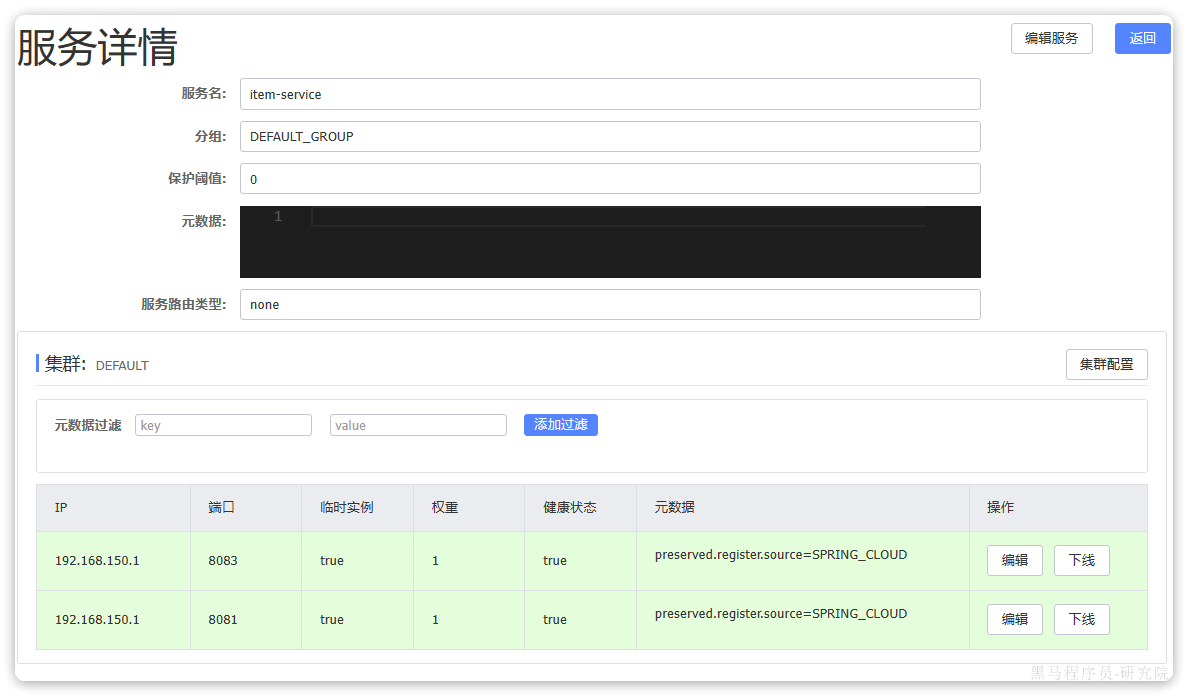 服务详情
编辑服务 返回
服务名: item-service
分组: DEFAULT_GROUP
保护阈值: 0
元数据: 1
服务路由类型: none
集群: DEFAULT 集群配置
元数据过滤 key value 添加过滤
IP 端口 临时实例 权重 健康状态 元数据 操作
192.168.150.1 8083 true 1 true preserved.register.source=SPRING_CLOUD 编辑 下线
192.168.150.1 8081 true 1 true preserved.register.source=SPRING_CLOUD 编辑 下线
黑马程序员-研究院